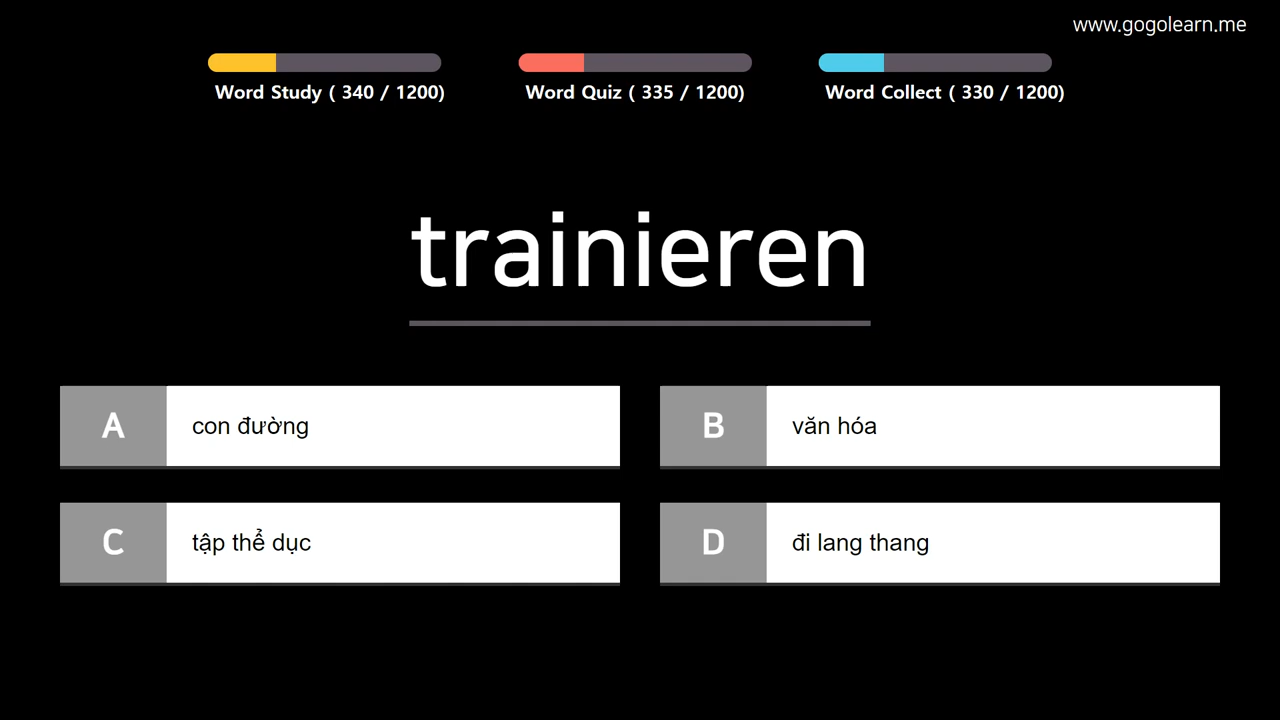 www.gogolearn.me
Word Study ( 340 / 1200)
Word Quiz ( 335 / 1200)
Word Collect ( 330 / 1200)
trainieren
A con đường
B văn hóa
C tập thể dục
D đi lang thang